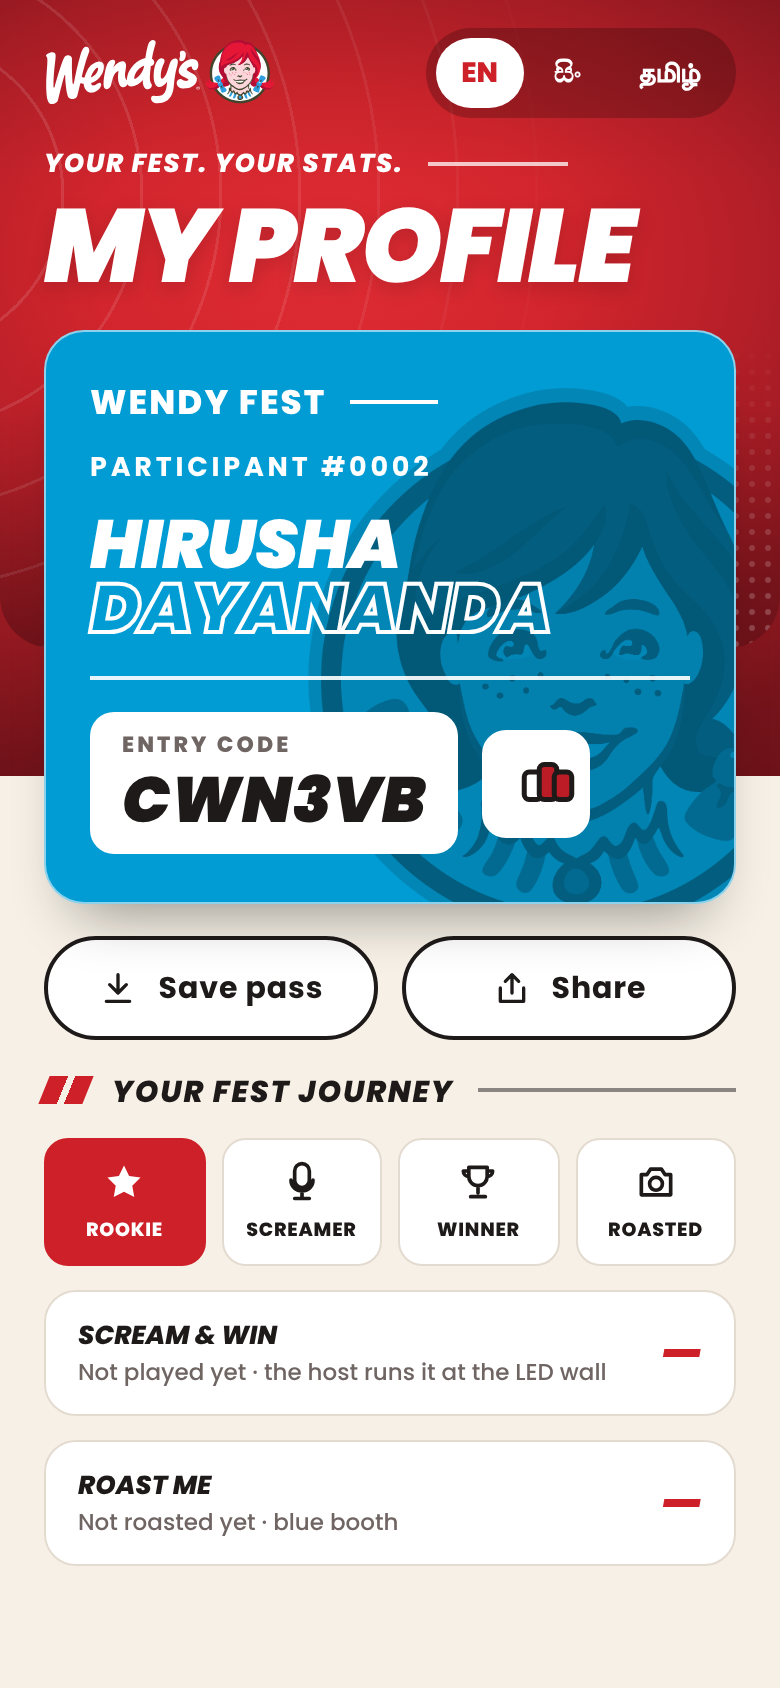 Wendy's
EN සිං தமிழ்
YOUR FEST. YOUR STATS.
MY PROFILE
WENDY FEST
PARTICIPANT #0002
HIRUSHA
DAYANANDA
ENTRY CODE
CWN3VB
Save pass
Share
YOUR FEST JOURNEY
ROOKIE
SCREAMER
WINNER
ROASTED
SCREAM & WIN
Not played yet · the host runs it at the LED wall
ROAST ME
Not roasted yet · blue booth